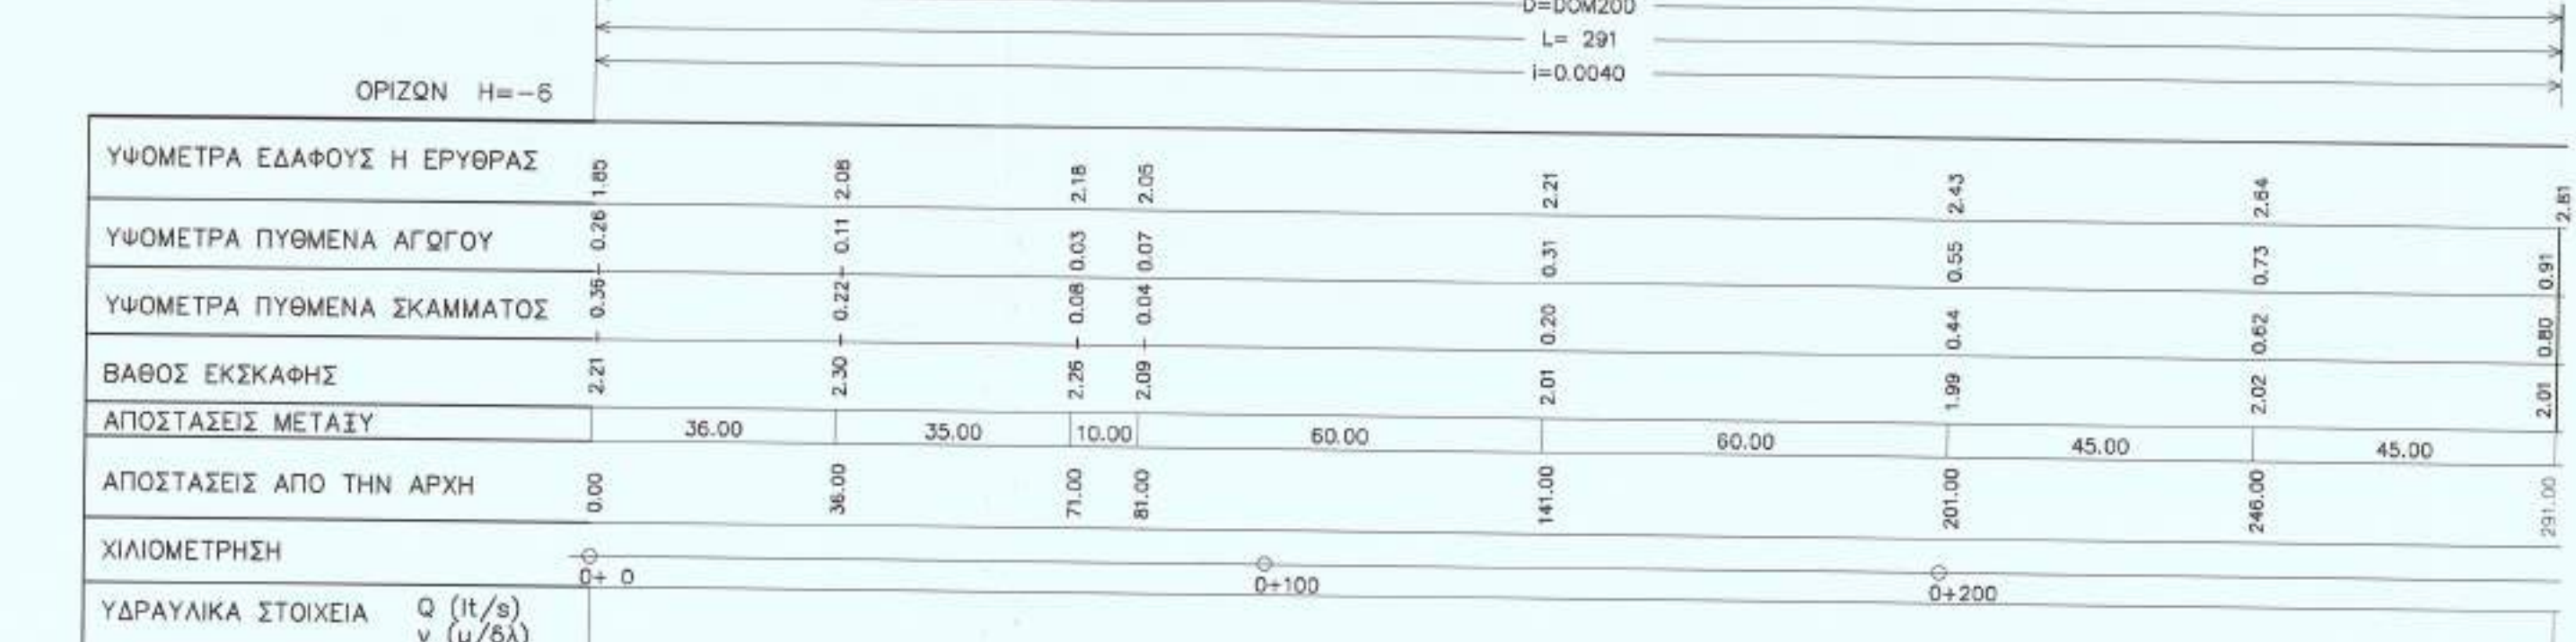 D=DOM200
L= 291
i=0.0040
ΟΡΙΖΩΝ H=-6
ΥΨΟΜΕΤΡΑ ΕΔΑΦΟΥΣ Η ΕΡΥΘΡΑΣ 1.85 2.08 2.18 2.05 2.21 2.43 2.64 2.81
ΥΨΟΜΕΤΡΑ ΠΥΘΜΕΝΑ ΑΓΩΓΟΥ - 0.26 - 0.11 0.03 0.07 0.31 0.55 0.73 0.91
ΥΨΟΜΕΤΡΑ ΠΥΘΜΕΝΑ ΣΚΑΜΜΑΤΟΣ - 0.36 - 0.22 - 0.08 - 0.04 0.20 0.44 0.62 0.80
ΒΑΘΟΣ ΕΚΣΚΑΦΗΣ 2.21 2.30 2.26 2.09 2.01 1.99 2.02 2.01
ΑΠΟΣΤΑΣΕΙΣ ΜΕΤΑΞΥ 36.00 35.00 10.00 60.00 60.00 45.00 45.00
ΑΠΟΣΤΑΣΕΙΣ ΑΠΟ ΤΗΝ ΑΡΧΗ 0.00 36.00 71.00 81.00 141.00 201.00 246.00 291.00
ΧΙΛΙΟΜΕΤΡΗΣΗ
0+ 0 0+100 0+200
ΥΔΡΑΥΛΙΚΑ ΣΤΟΙΧΕΙΑ Q (lt/s)
v (μ/δλ)